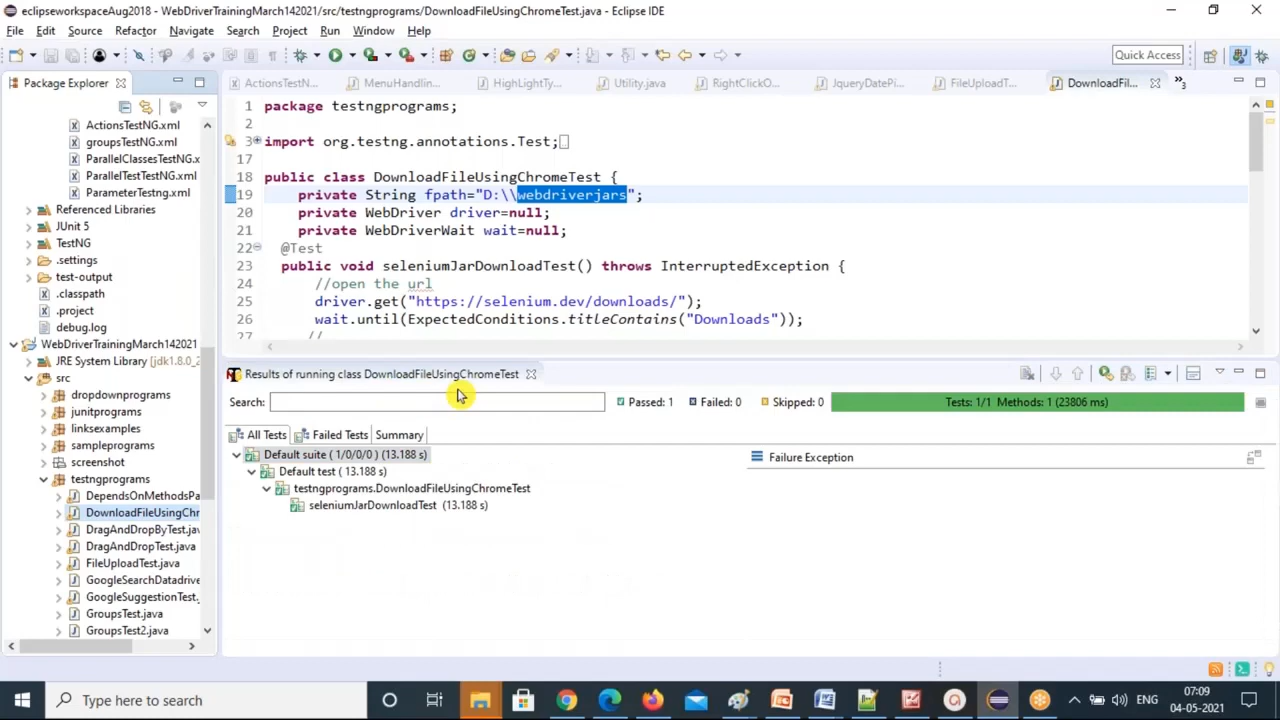 eclipseworkspaceAug2018 - WebDriverTrainingMarch142021/src/testngprograms/DownloadFileUsingChromeTest.java - Eclipse IDE
File Edit Source Refactor Navigate Search Project Run Window Help
Quick Access
Package Explorer
ActionsTestN...
MenuHandlin...
HighLightTy...
Utility.java
RightClickO...
JqueryDatePi...
FileUploadT...
DownloadFil...
3
ActionsTestNG.xml
groupsTestNG.xml
ParallelClassesTestNG.x
ParallelTestTestNG.xml
ParameterTestng.xml
Referenced Libraries
JUnit 5
TestNG
.settings
test-output
.classpath
.project
debug.log
WebDriverTrainingMarch142021
JRE System Library [jdk1.8.0_2
src
dropdownprograms
junitprograms
linksexamples
sampleprograms
screenshot
testngprograms
DependsOnMethodsPa
DownloadFileUsingChr
DragAndDropByTest.jav
DragAndDropTest.java
FileUploadTest.java
GoogleSearchDatadrive
GoogleSuggestionTest.
GroupsTest.java
GroupsTest2.java
1 package testngprograms;
2
3 import org.testng.annotations.Test;
17
18 public class DownloadFileUsingChromeTest {
19 private String fpath="D:\\webdriverjars";
20 private WebDriver driver=null;
21 private WebDriverWait wait=null;
22 @Test
23 public void seleniumJarDownloadTest() throws InterruptedException {
24 //open the url
25 driver.get("https://selenium.dev/downloads/");
26 wait.until(ExpectedConditions.titleContains("Downloads"));
27 //
Results of running class DownloadFileUsingChromeTest
Search: Passed: 1 Failed: 0 Skipped: 0 Tests: 1/1 Methods: 1 (23806 ms)
All Tests Failed Tests Summary
Default suite ( 1/0/0/0 ) (13.188 s)
Default test ( 13.188 s)
testngprograms.DownloadFileUsingChromeTest
seleniumJarDownloadTest (13.188 s)
Failure Exception
Type here to search
ENG
07:09
04-05-2021